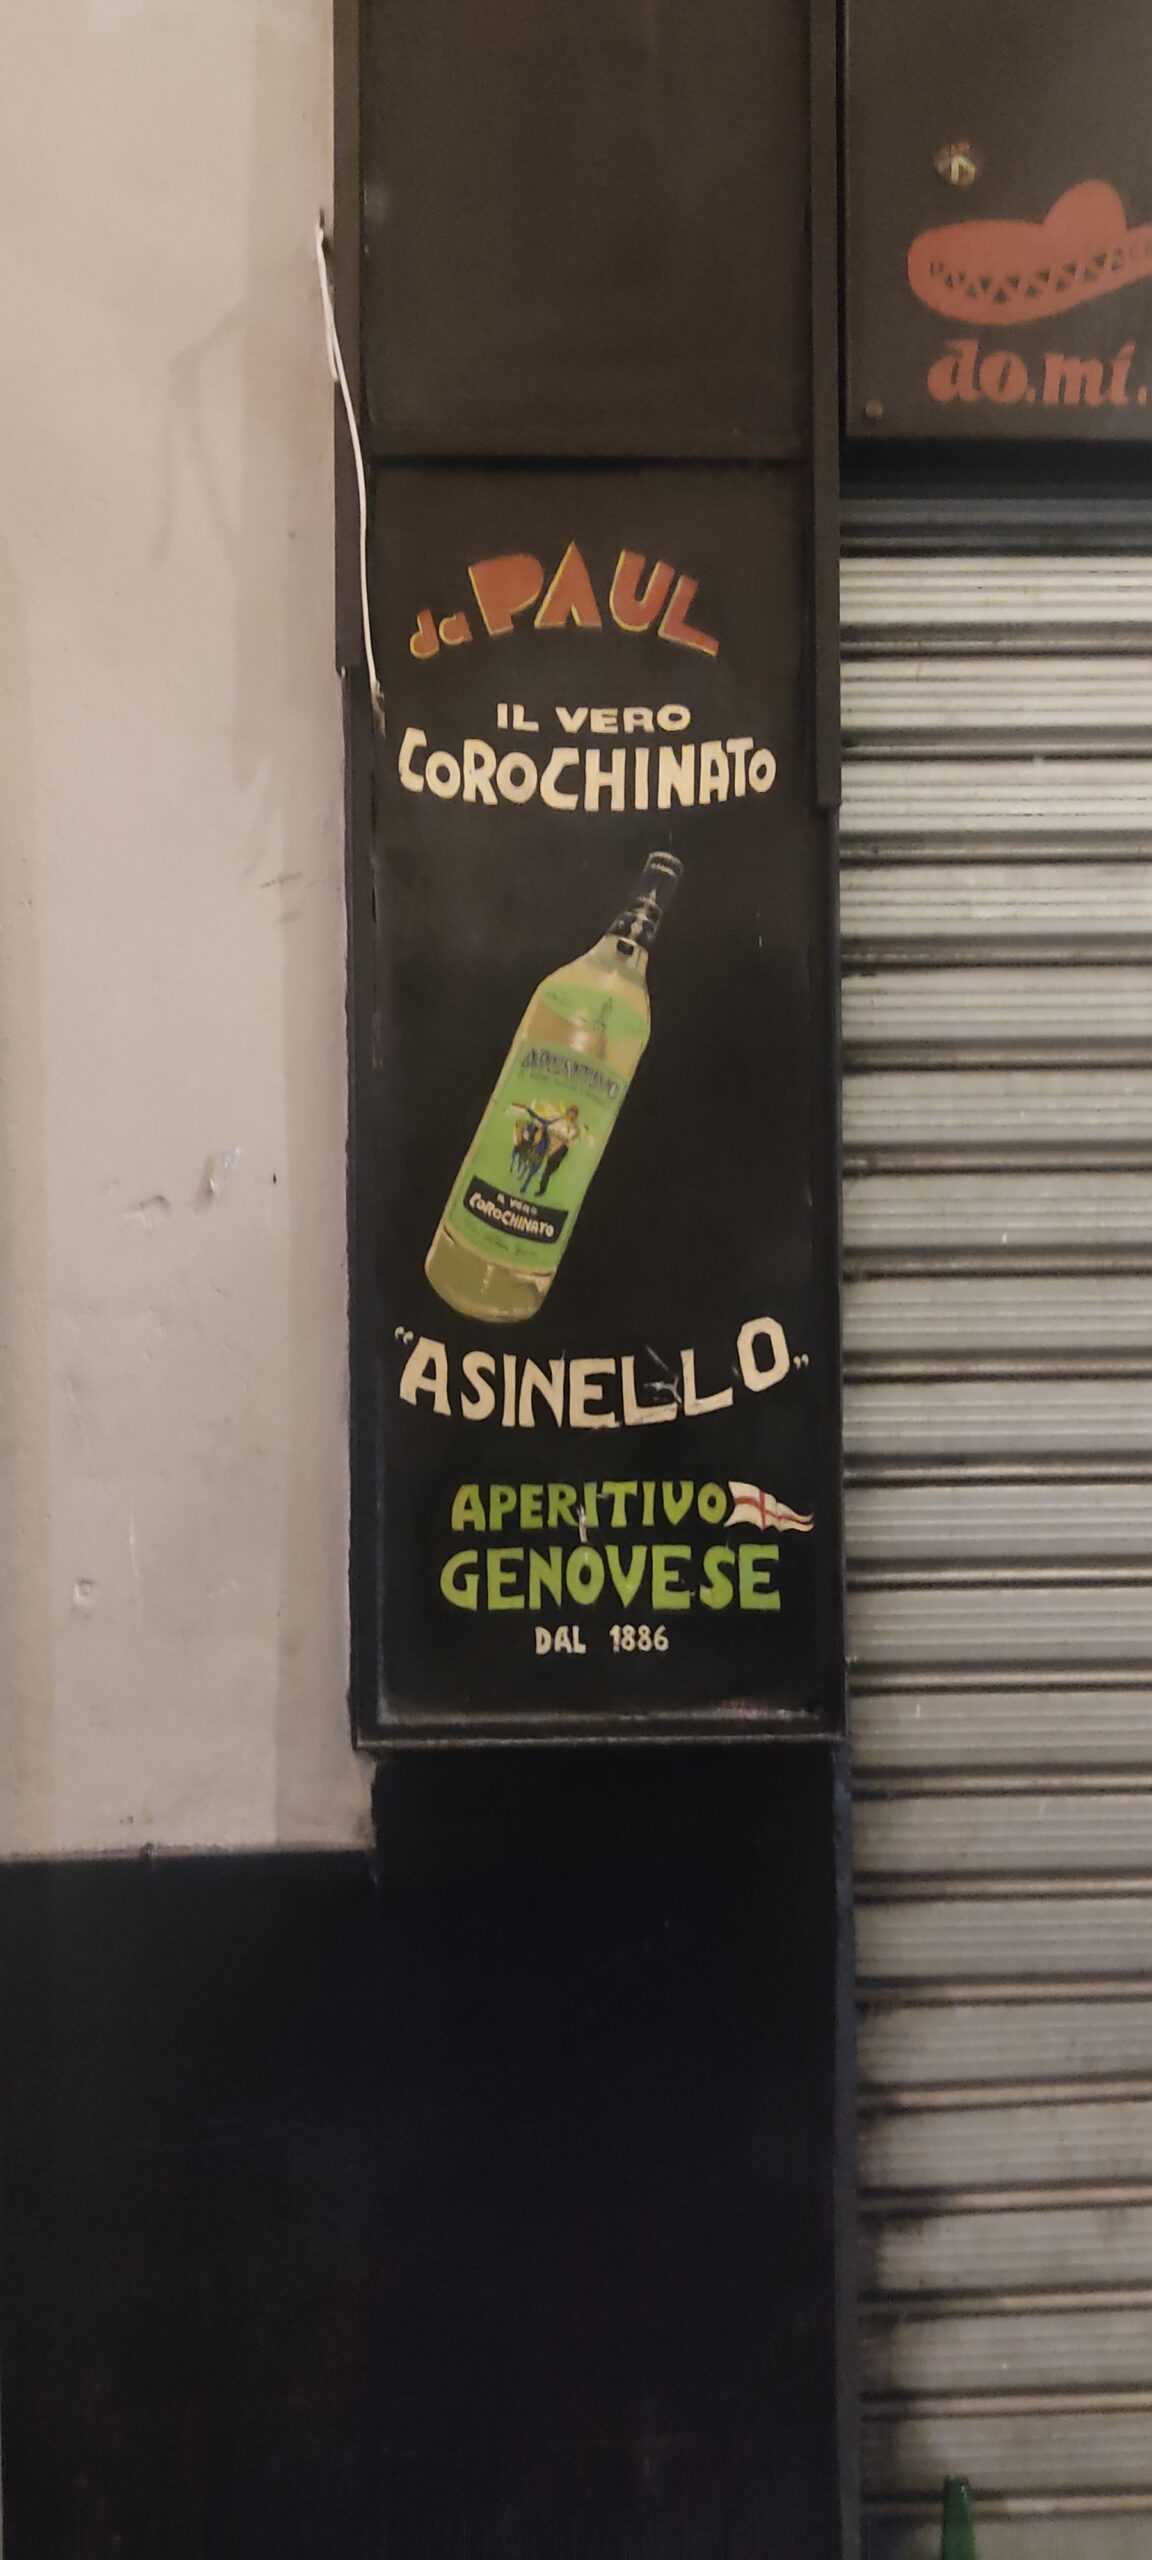 do.mi.
da PAUL
IL VERO
COROCHINATO
APERITIVO
IL VERO
COROCHINATO
"ASINELLO"
APERITIVO
GENOVESE
DAL 1886